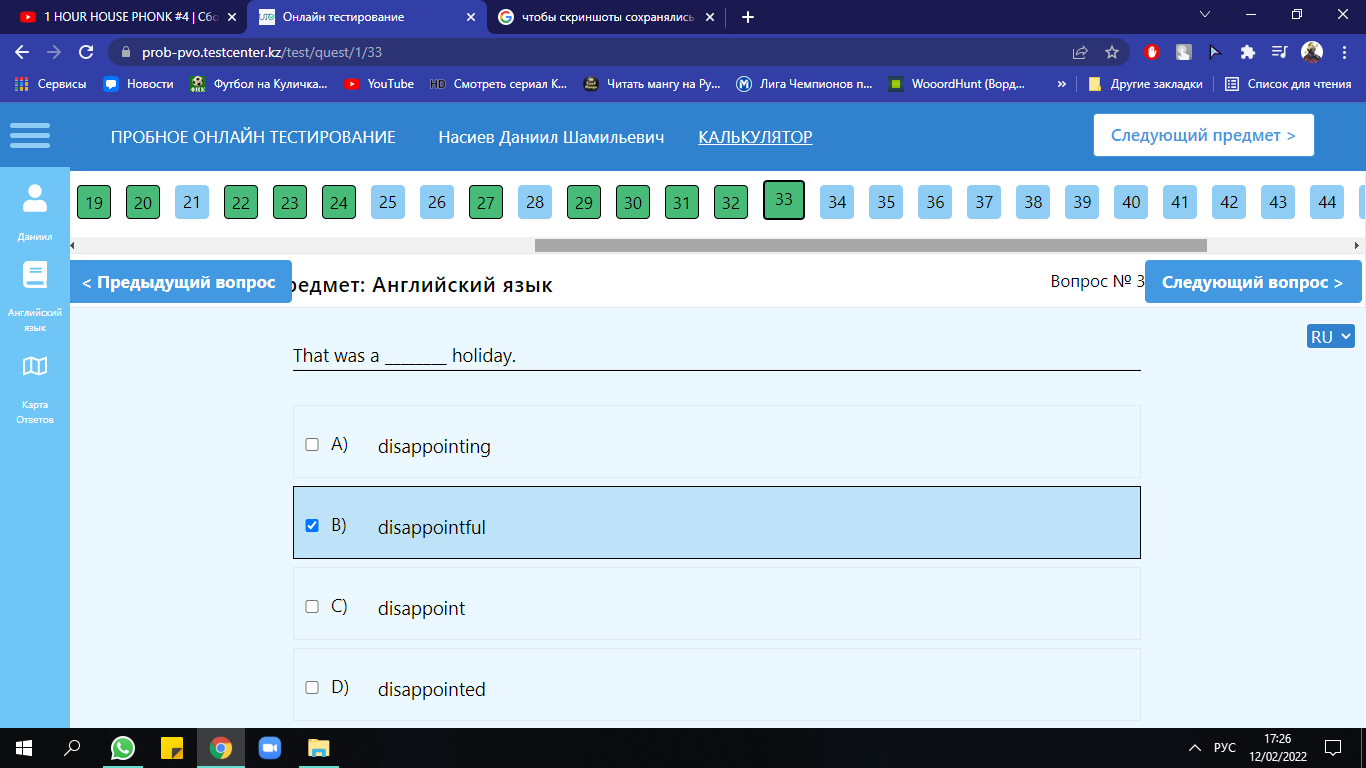 1 HOUR HOUSE PHONK #4 | Сбо
Онлайн тестирование
чтобы скриншоты сохранялись
prob-pvo.testcenter.kz/test/quest/1/33
Сервисы
Новости
Футбол на Куличка...
YouTube
HD Смотреть сериал К...
Читать мангу на Ру...
Лига Чемпионов п...
WooordHunt (Ворд...
»
Другие закладки
Список для чтения
ПРОБНОЕ ОНЛАЙН ТЕСТИРОВАНИЕ
Насиев Даниил Шамильевич
КАЛЬКУЛЯТОР
Следующий предмет >
19 20 21 22 23 24 25 26 27 28 29 30 31 32 33 34 35 36 37 38 39 40 41 42 43 44
Даниил
Английский
язык
Карта
Ответов
< Предыдущий вопрос
редмет: Английский язык
Вопрос № 3
Следующий вопрос >
RU
That was a ________ holiday.
A) disappointing
B) disappointful
C) disappoint
D) disappointed
РУС
17:26
12/02/2022